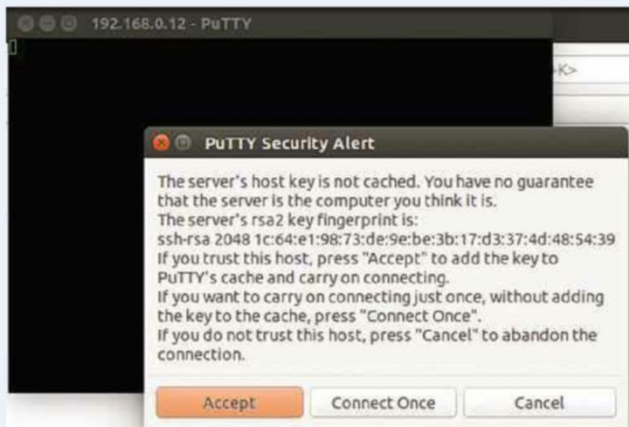 192.168.0.12 - PuTTY
K>
PuTTY Security Alert
The server's host key is not cached. You have no guarantee
that the server is the computer you think it is.
The server's rsa2 key fingerprint is:
ssh-rsa 2048 1c:64:e1:98:73:de:9e:be:3b:17:d3:37:4d:48:54:39
If you trust this host, press "Accept" to add the key to
PuTTY's cache and carry on connecting.
If you want to carry on connecting just once, without adding
the key to the cache, press "Connect Once".
If you do not trust this host, press "Cancel" to abandon the
connection.
Accept
Connect Once
Cancel